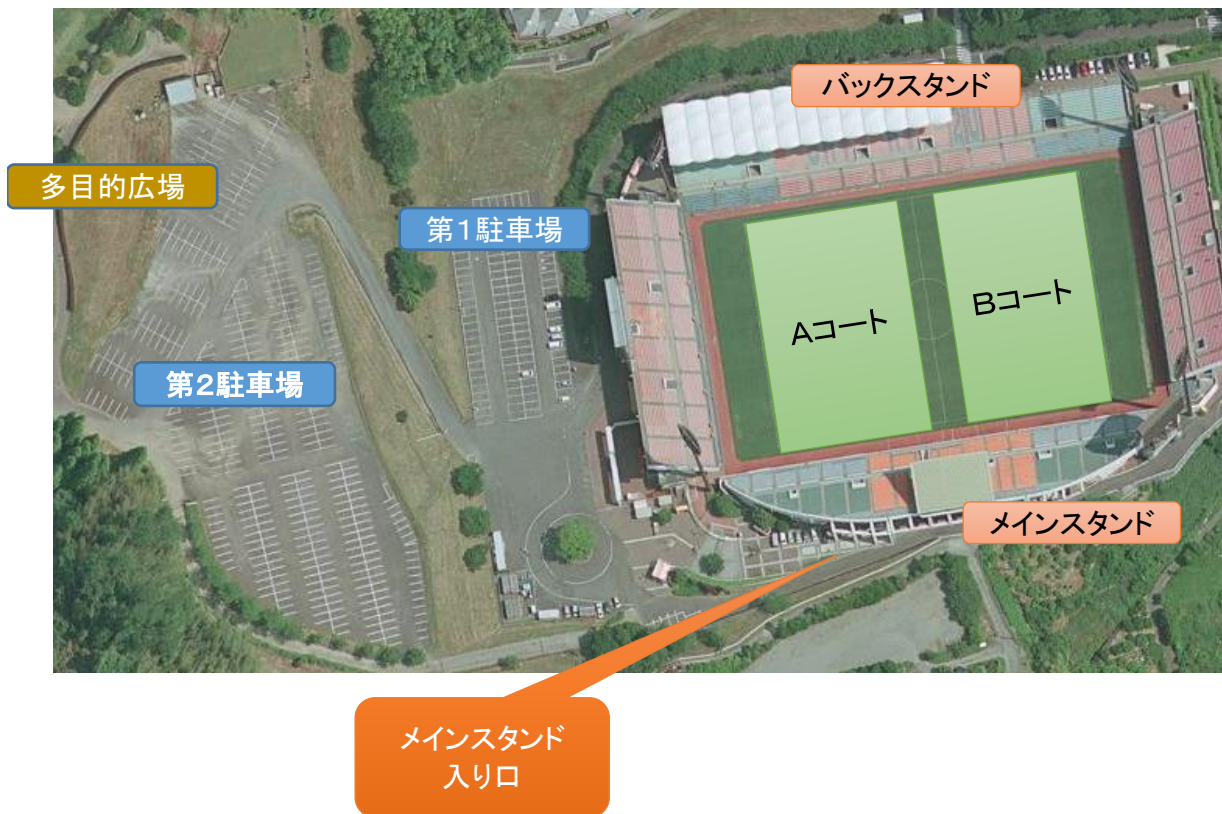 バックスタンド
多目的広場
第1駐車場
Aコート
Bコート
第2駐車場
メインスタンド
メインスタンド
入り口